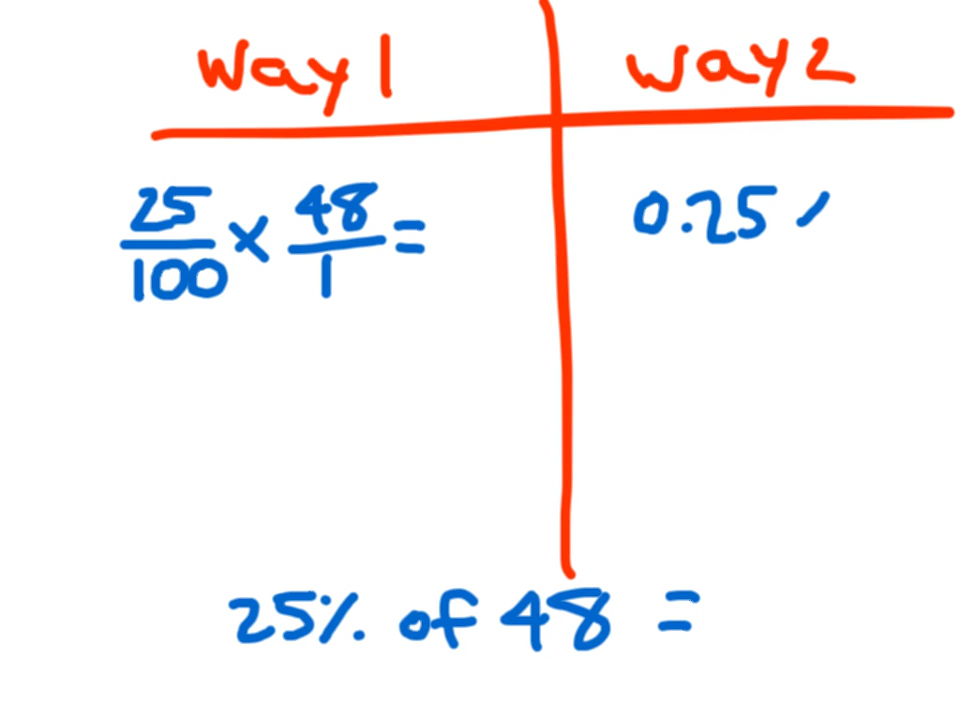 way 1 way 2
25/100 × 48/1 = 0.25
25% of 48 =